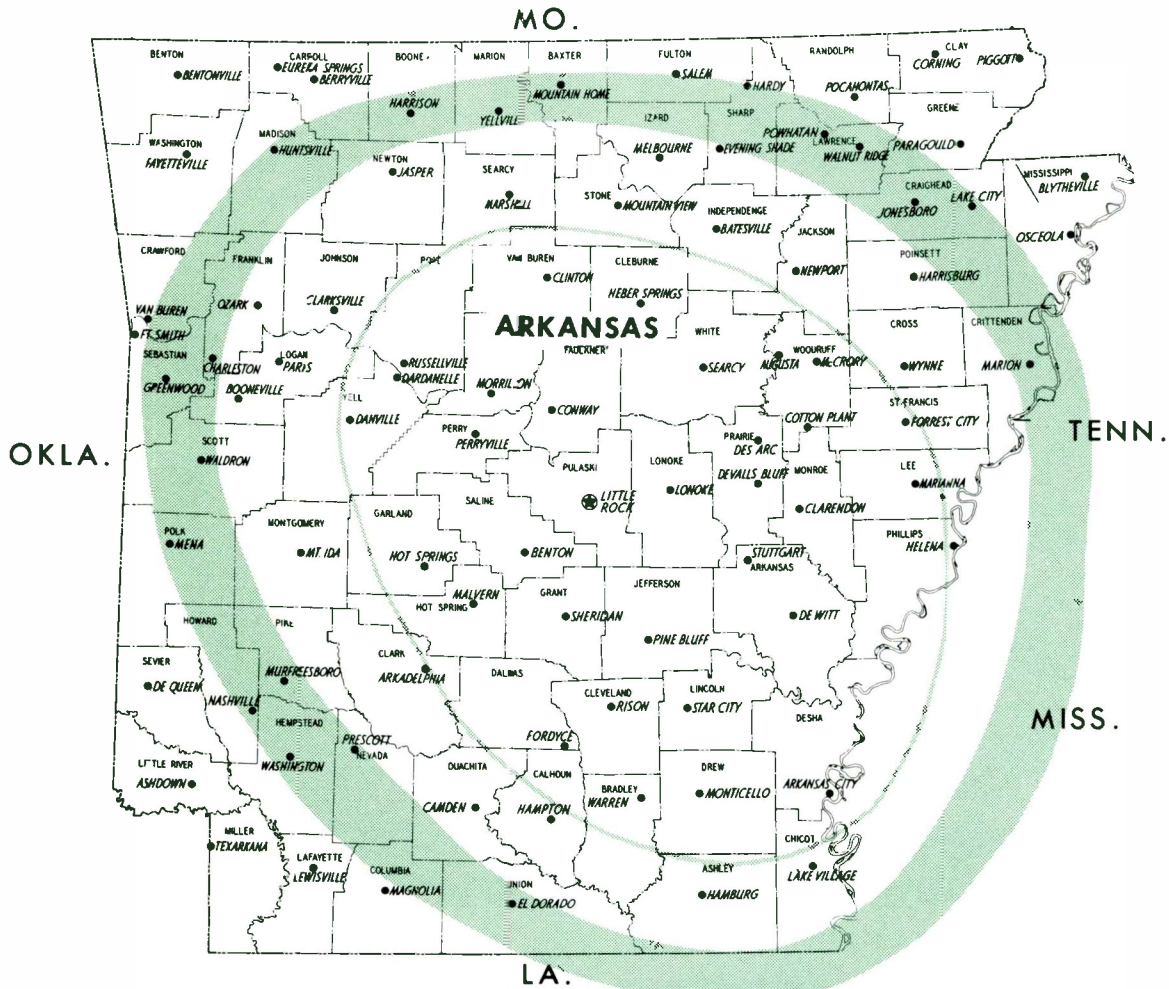 MO.
BENTON
BENTONVILLE
CARROLL
EUREKA SPRINGS
BERRYVILLE
BOONE
HARRISON
MARION
YELLVILL
BAXTER
MOUNTAIN HOME
FULTON
SALEM
HARDY
RANDOLPH
POCAHONTAS
CLAY
CORNING
PIGGOTT
GREENE
PARAGOULD
WASHINGTON
FAYETTEVILLE
MADISON
HUNTSVILLE
NEWTON
JASPER
SEARCY
MARSHALL
IZARD
MELBOURNE
SHARP
EVENING SHADE
POWHATAN
LAWRENCE
WALNUT RIDGE
CRAIGHEAD
JONESBORO
LAKE CITY
MISSISSIPPI
BLYTHEVILLE
OSCEOLA
STONE
MOUNTAIN VIEW
INDEPENDENCE
BATESVILLE
JACKSON
NEWPORT
POINSETT
HARRISBURG
CRAWFORD
VAN BUREN
FRANKLIN
OZARK
JOHNSON
CLARKSVILLE
POPE
RUSSELLVILLE
VAN BUREN
CLINTON
CLEBURNE
HEBER SPRINGS
ARKANSAS
FAULKNER
CONWAY
WHITE
SEARCY
WOODRUFF
AUGUSTA
McCRORY
COTTON PLANT
CROSS
WYNNE
CRITTENDEN
MARION
FT. SMITH
SEBASTIAN
GREENWOOD
CHARLESTON
LOGAN
PARIS
BOONEVILLE
DARDANELLE
YELL
DANVILLE
MORRILTON
PERRY
PERRYVILLE
ST. FRANCIS
FORREST CITY
TENN.
OKLA.
SCOTT
WALDRON
PULASKI
LITTLE
ROCK
LONOKE
LONOKE
PRAIRIE
DES ARC
DEVALLS BLUFF
MONROE
CLARENDON
LEE
MARIANNA
PHILLIPS
HELENA
POLK
MENA
MONTGOMERY
MT. IDA
GARLAND
HOT SPRINGS
SALINE
BENTON
STUTTGART
ARKANSAS
DE WITT
HOT SPRING
MALVERN
GRANT
SHERIDAN
JEFFERSON
PINE BLUFF
HOWARD
NASHVILLE
PIKE
MURFREESBORO
CLARK
ARKADELPHIA
DALLAS
FORDYCE
CLEVELAND
RISON
LINCOLN
STAR CITY
DESHA
ARKANSAS CITY
MISS.
SEVIER
DE QUEEN
HEMPSTEAD
WASHINGTON
PRESCOTT
NEVADA
OUACHITA
CAMDEN
CALHOUN
HAMPTON
BRADLEY
WARREN
DREW
MONTICELLO
LITTLE RIVER
ASHDOWN
MILLER
TEXARKANA
LAFAYETTE
LEWISVILLE
COLUMBIA
MAGNOLIA
UNION
EL DORADO
ASHLEY
HAMBURG
CHICOT
LAKE VILLAGE
LA.